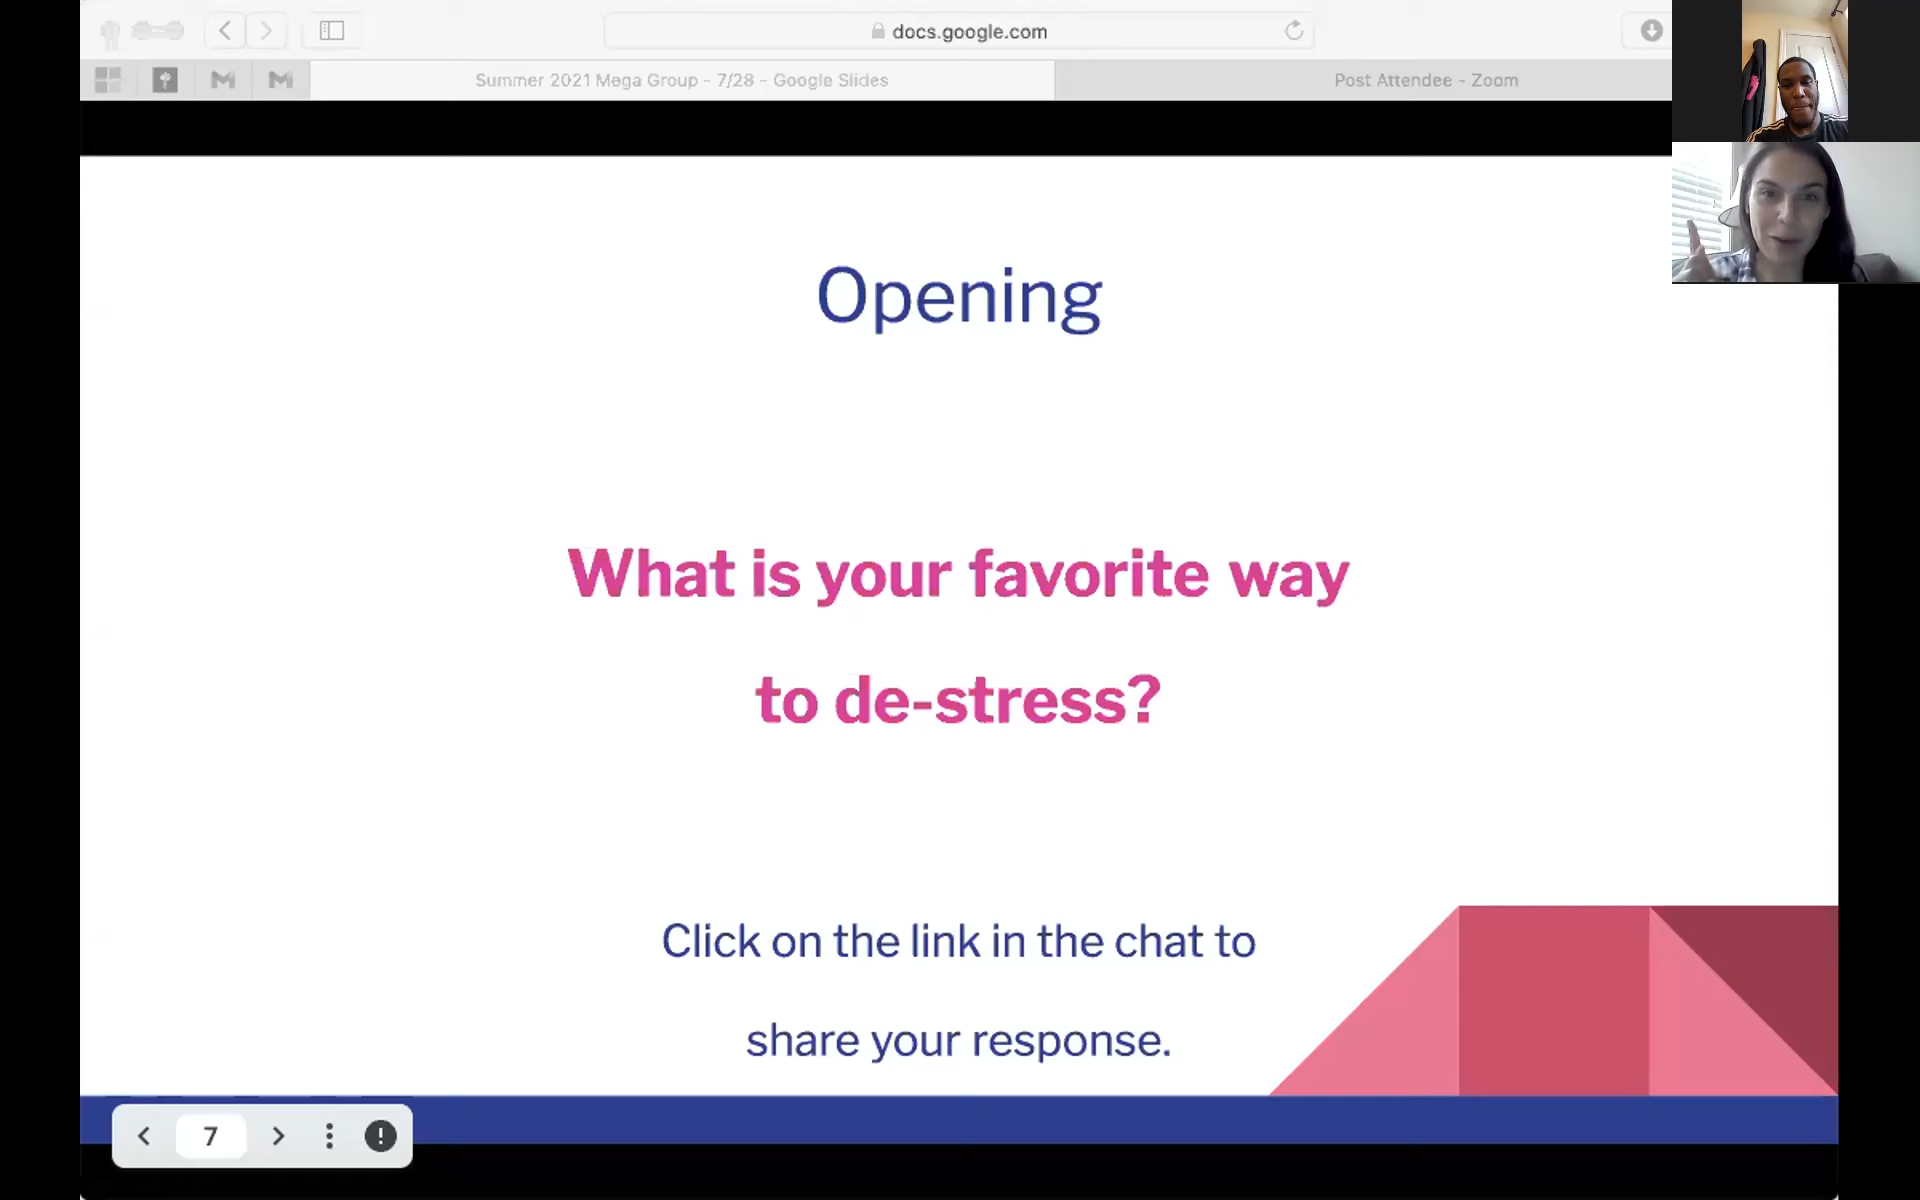 docs.google.com
Summer 2021 Mega Group - 7/28 - Google Slides
Post Attendee - Zoom
Opening
What is your favorite way
to de-stress?
Click on the link in the chat to
share your response.
7